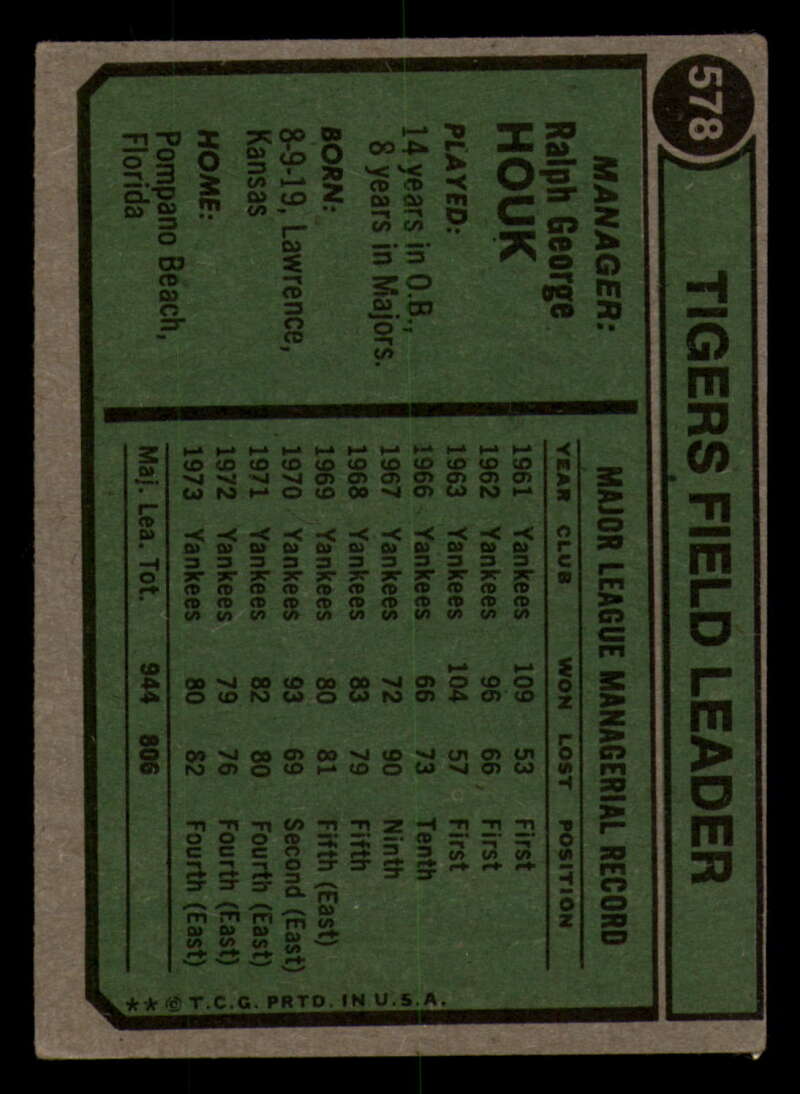 578
TIGERS FIELD LEADER
MANAGER:
Ralph George
HOUK
PLAYED:
14 years in O.B.,
8 years in Majors.
BORN:
8-9-19, Lawrence,
Kansas
HOME:
Pompano Beach,
Florida
MAJOR LEAGUE MANAGERIAL RECORD
YEAR CLUB WON LOST POSITION
1961 Yankees 109 53 First
1962 Yankees 96 66 First
1963 Yankees 104 57 First
1966 Yankees 66 73 Tenth
1967 Yankees 72 90 Ninth
1968 Yankees 83 79 Fifth
1969 Yankees 80 81 Fifth (East)
1970 Yankees 93 69 Second (East)
1971 Yankees 82 80 Fourth (East)
1972 Yankees 79 76 Fourth (East)
1973 Yankees 80 82 Fourth (East)
Maj. Lea. Tot. 944 806
** © T.C.G. PRTD. IN U.S.A.